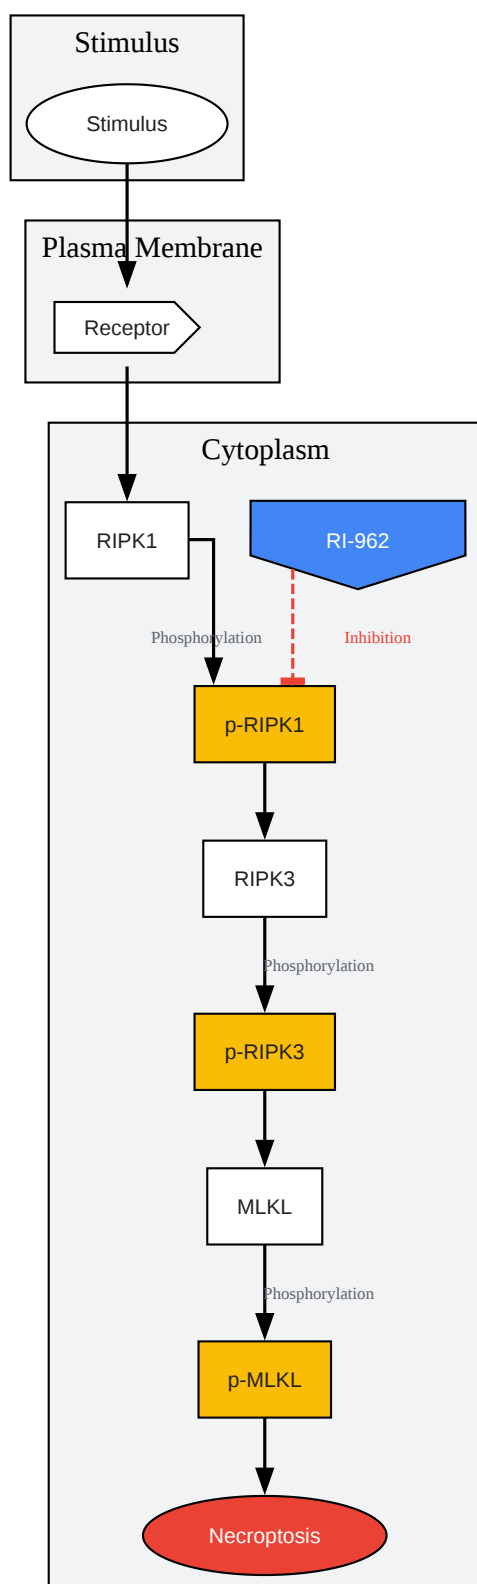 Stimulus
Stimulus
Plasma Membrane
Receptor
Cytoplasm
RIPK1
RI-962
Phosphorylation
Inhibition
p-RIPK1
RIPK3
Phosphorylation
p-RIPK3
MLKL
Phosphorylation
p-MLKL
Necroptosis